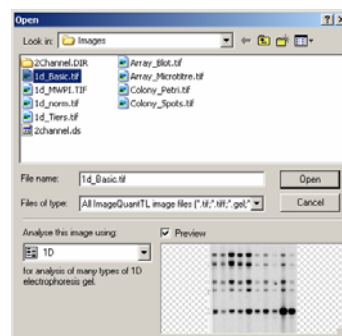 Open
Look in: Images
2Channel.DIR
1d_Basic.tif
1d_MWPI.TIF
1d_norm.tif
1d_Tiers.tif
2channel.ds
Array_Blot.tif
Array_Microtitre.tif
Colony_Petri.tif
Colony_Spots.tif
File name: 1d_Basic.tif Open
Files of type: All ImageQuantTL image files (*.tif;*.tiff;*.gel;* Cancel
Analyse this image using: Preview
1D
for analysis of many types of 1D
electrophoresis gel.